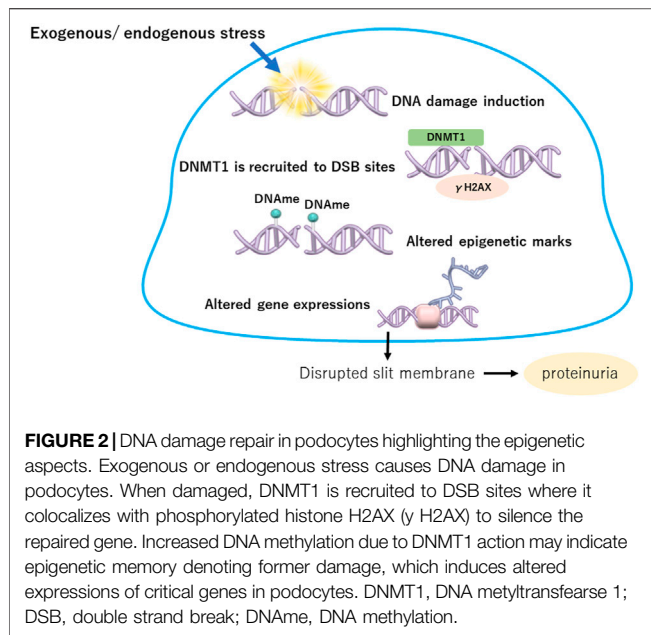 Exogenous/ endogenous stress
DNA damage induction
DNMT1
DNMT1 is recruited to DSB sites
γ H2AX
DNAme DNAme
Altered epigenetic marks
Altered gene expressions
Disrupted slit membrane
proteinuria
FIGURE 2 | DNA damage repair in podocytes highlighting the epigenetic
aspects. Exogenous or endogenous stress causes DNA damage in
podocytes. When damaged, DNMT1 is recruited to DSB sites where it
colocalizes with phosphorylated histone H2AX (y H2AX) to silence the
repaired gene. Increased DNA methylation due to DNMT1 action may indicate
epigenetic memory denoting former damage, which induces altered
expressions of critical genes in podocytes. DNMT1, DNA metyltransfearse 1;
DSB, double strand break; DNAme, DNA methylation.